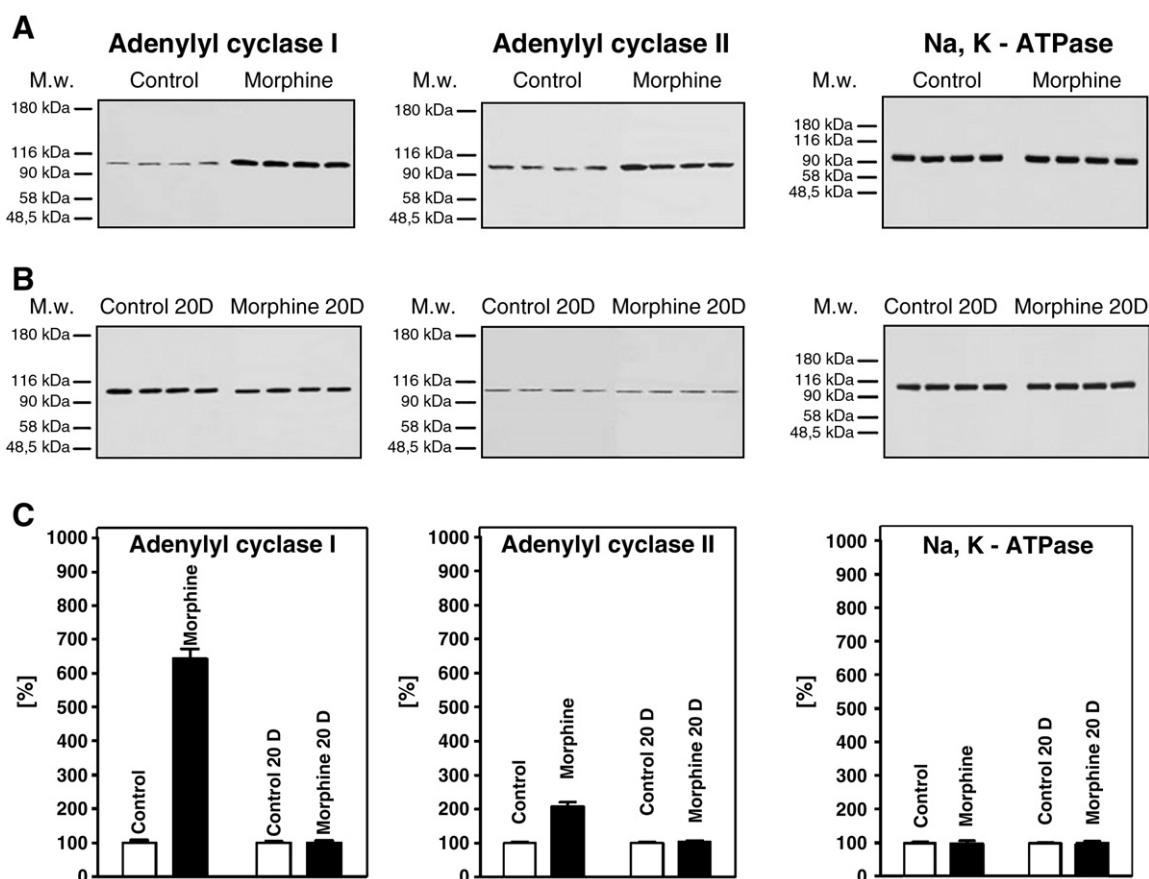 A
Adenylyl cyclase I
Adenylyl cyclase II
Na, K - ATPase
M.w. Control Morphine
M.w. Control Morphine
M.w. Control Morphine
180 kDa
116 kDa
90 kDa
58 kDa
48,5 kDa
180 kDa
116 kDa
90 kDa
58 kDa
48,5 kDa
180 kDa
116 kDa
90 kDa
58 kDa
48,5 kDa
B
M.w. Control 20D Morphine 20D
M.w. Control 20D Morphine 20D
M.w. Control 20D Morphine 20D
180 kDa
116 kDa
90 kDa
58 kDa
48,5 kDa
180 kDa
116 kDa
90 kDa
58 kDa
48,5 kDa
180 kDa
116 kDa
90 kDa
58 kDa
48,5 kDa
C
Adenylyl cyclase I
[%]
1000
900
800
700
600
500
400
300
200
100
0
Control
Morphine
Control 20 D
Morphine 20 D
Adenylyl cyclase II
[%]
1000
900
800
700
600
500
400
300
200
100
0
Control
Morphine
Control 20 D
Morphine 20 D
Na, K - ATPase
[%]
1000
900
800
700
600
500
400
300
200
100
0
Control
Morphine
Control 20 D
Morphine 20 D